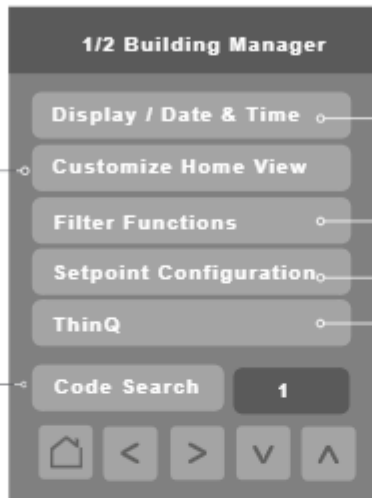 1/2 Building Manager
Display / Date & Time
Customize Home View
Filter Functions
Setpoint Configuration
ThinQ
Code Search 1